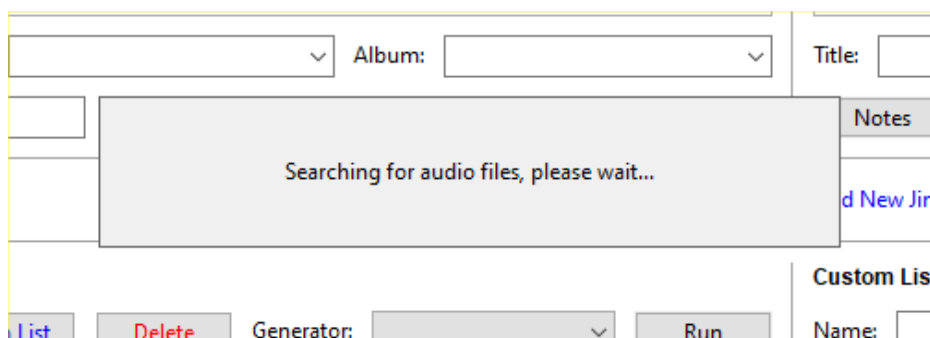 Album:
Title:
Notes
Searching for audio files, please wait...
d New Jin
Custom Lis
List
Delete
Generator:
Run
Name: